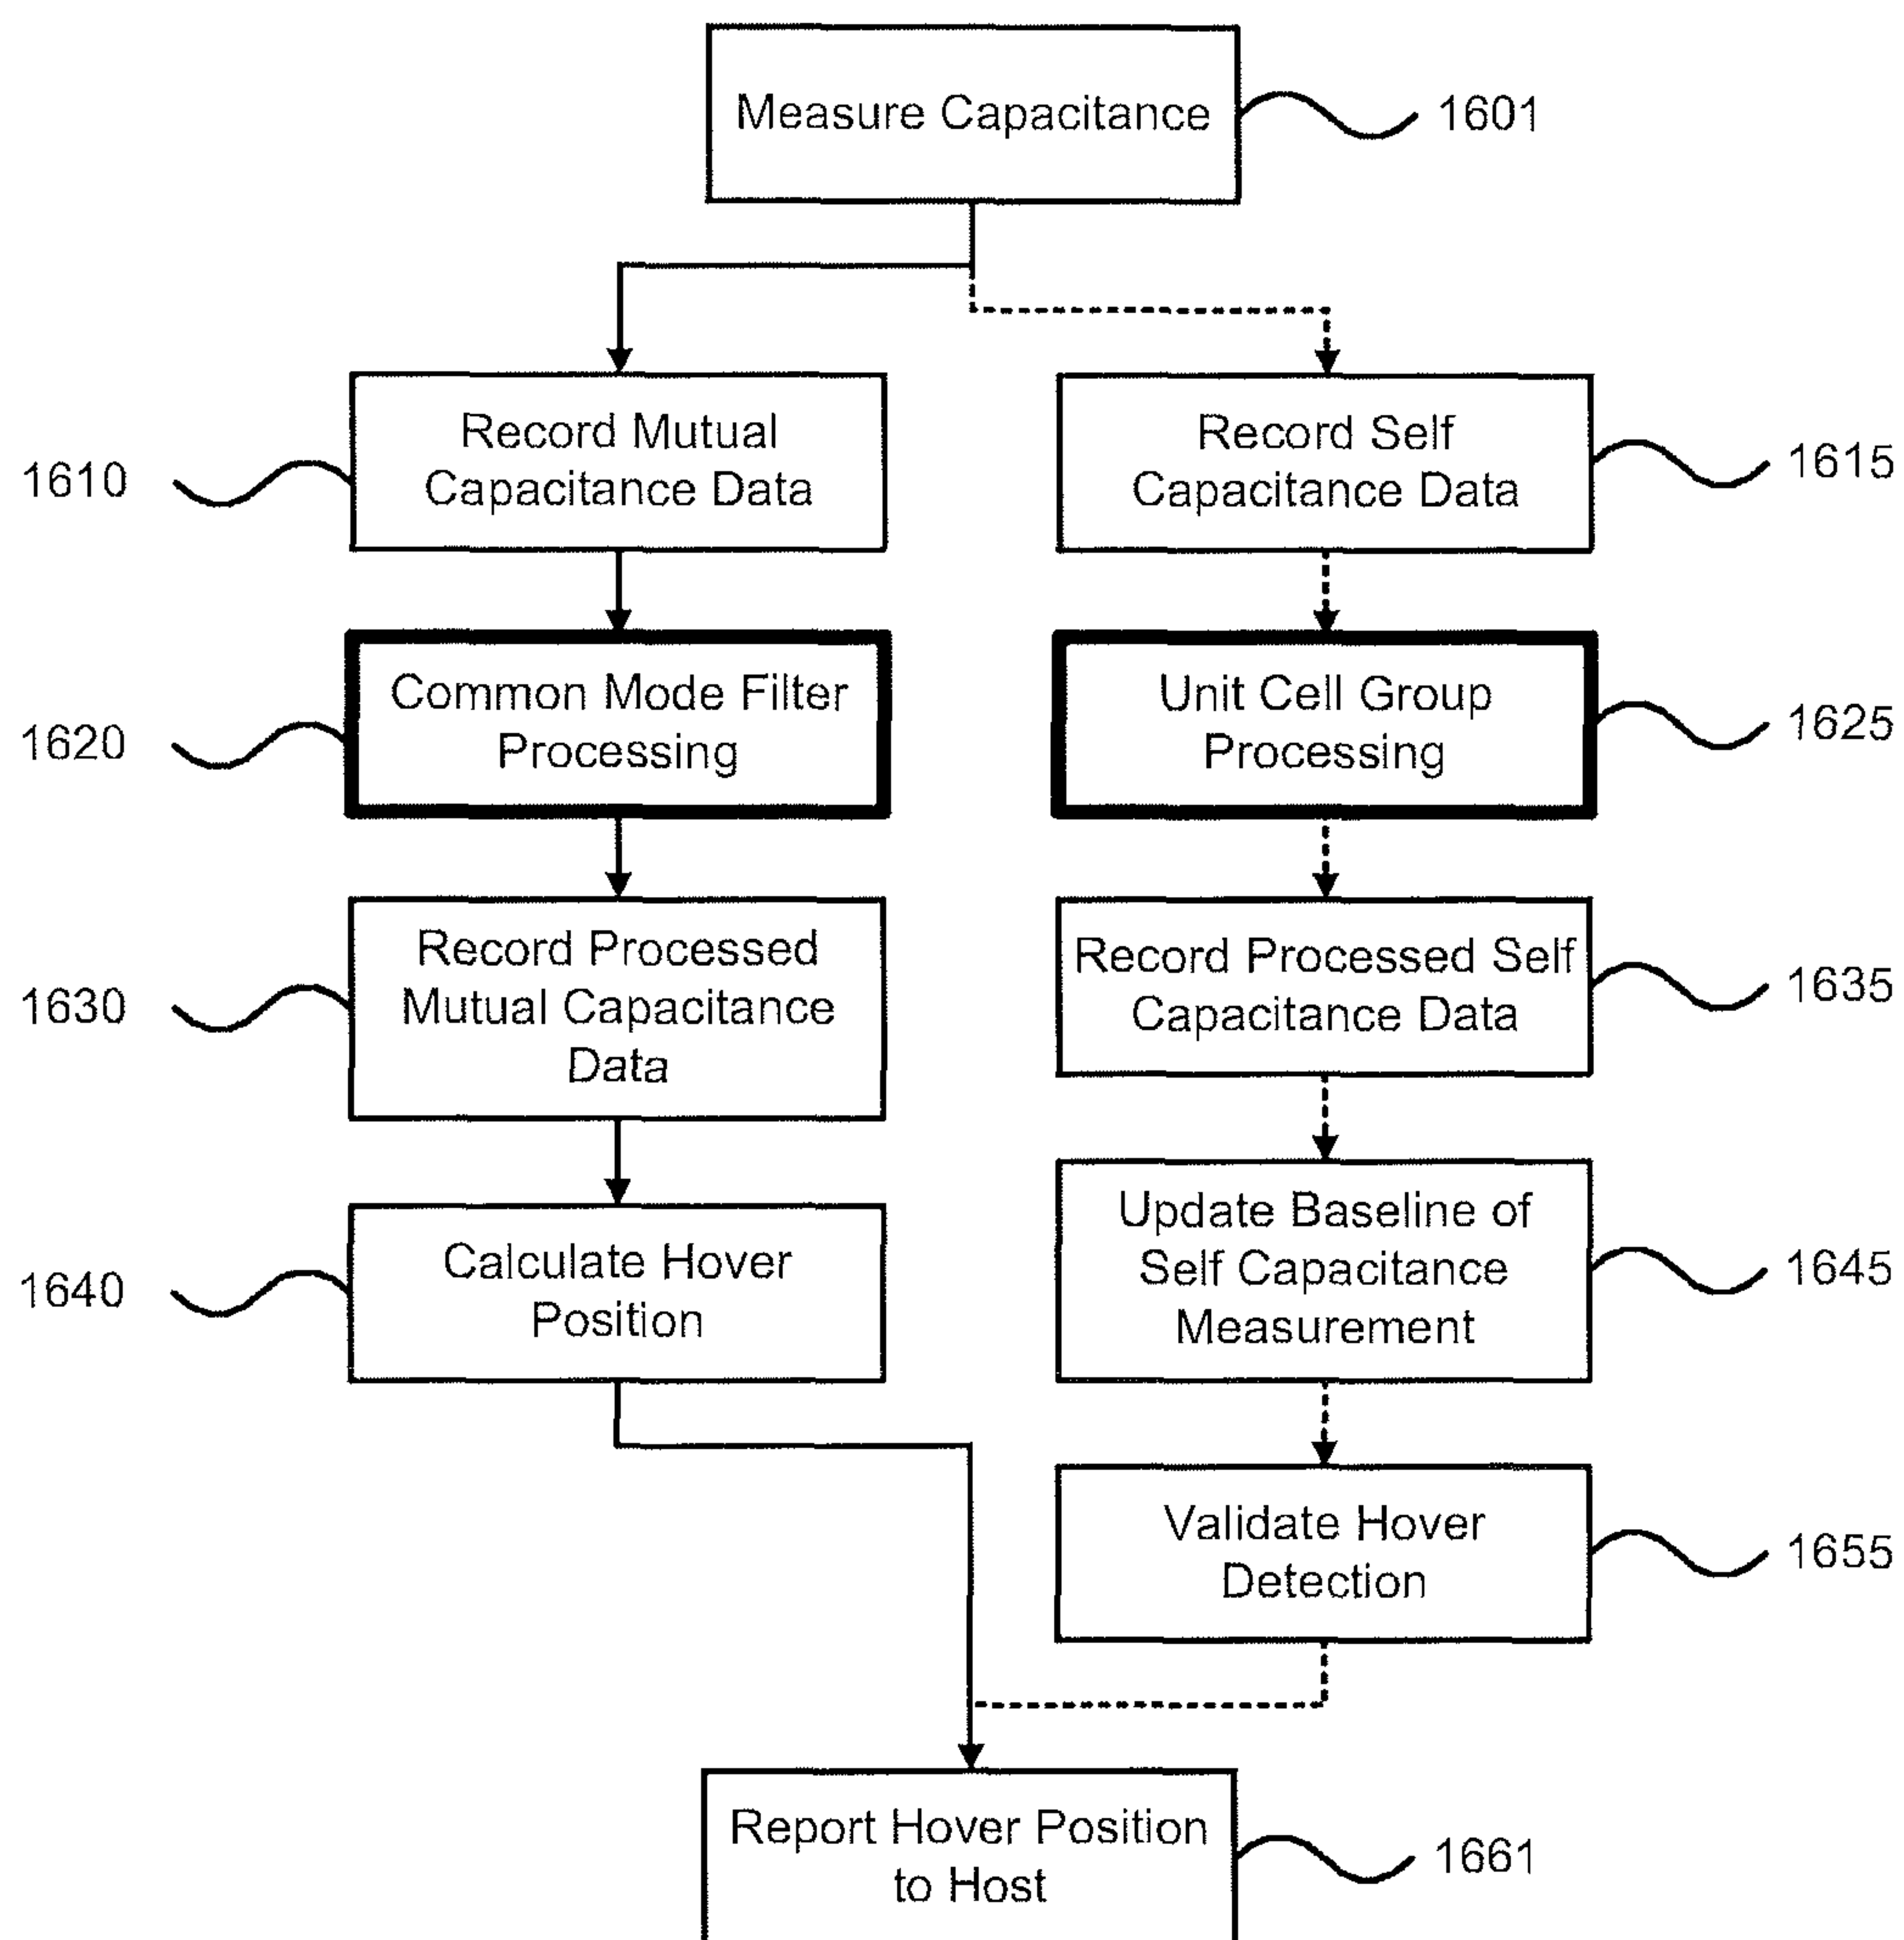 Measure Capacitance
1601
Record Mutual
Capacitance Data
1610
Record Self
Capacitance Data
1615
Common Mode Filter
Processing
1620
Unit Cell Group
Processing
1625
Record Processed
Mutual Capacitance
Data
1630
Record Processed Self
Capacitance Data
1635
Calculate Hover
Position
1640
Update Baseline of
Self Capacitance
Measurement
1645
Validate Hover
Detection
1655
Report Hover Position
to Host
1661